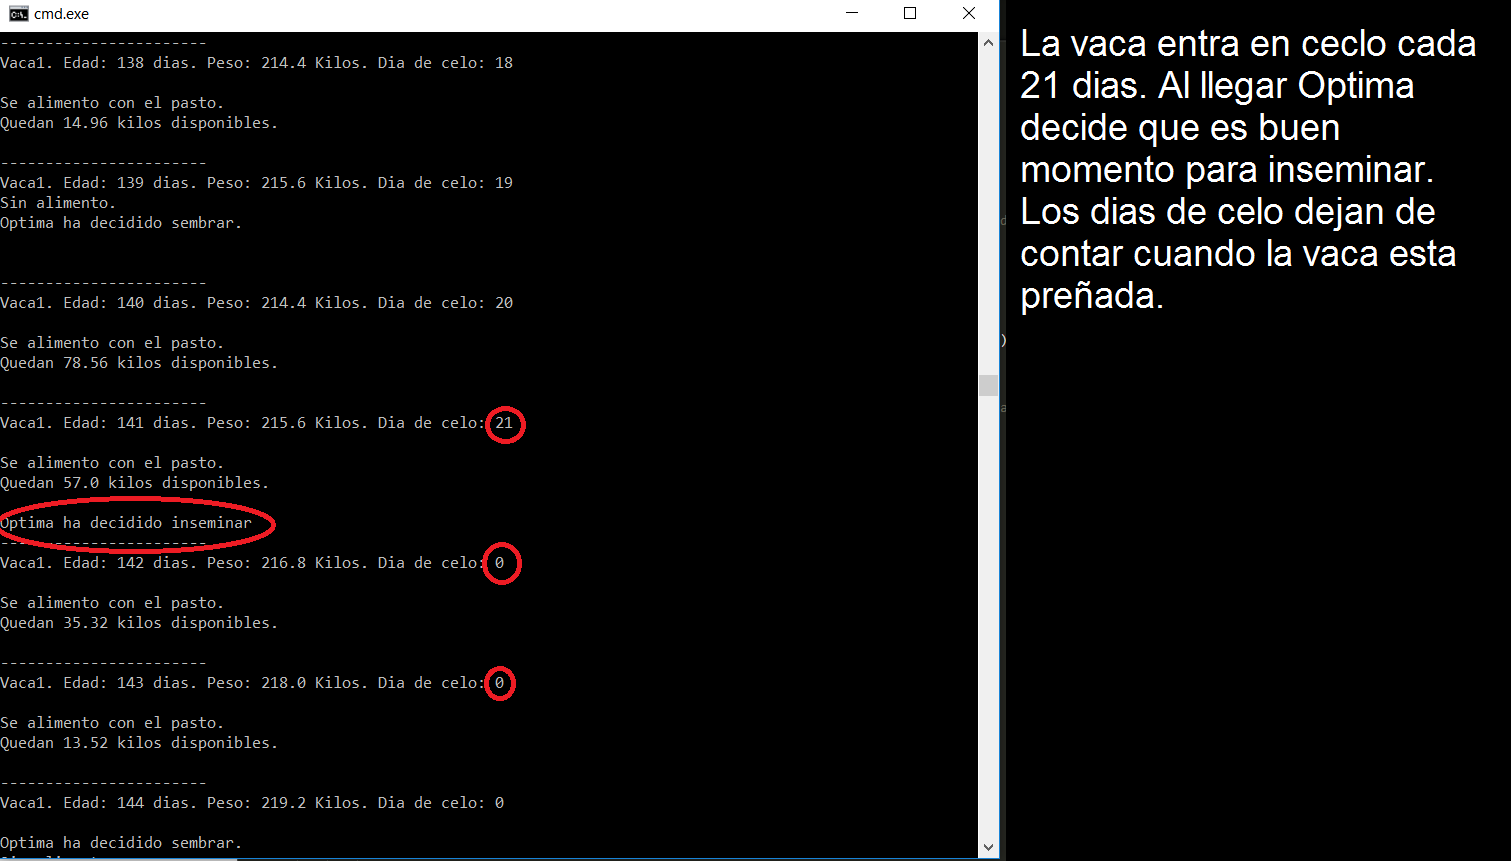 cmd.exe
-----------------------
Vaca1. Edad: 138 dias. Peso: 214.4 Kilos. Dia de celo: 18
Se alimento con el pasto.
Quedan 14.96 kilos disponibles.
-----------------------
Vaca1. Edad: 139 dias. Peso: 215.6 Kilos. Dia de celo: 19
Sin alimento.
Optima ha decidido sembrar.
-----------------------
Vaca1. Edad: 140 dias. Peso: 214.4 Kilos. Dia de celo: 20
Se alimento con el pasto.
Quedan 78.56 kilos disponibles.
-----------------------
Vaca1. Edad: 141 dias. Peso: 215.6 Kilos. Dia de celo: 21
Se alimento con el pasto.
Quedan 57.0 kilos disponibles.
Optima ha decidido inseminar
-----------------------
Vaca1. Edad: 142 dias. Peso: 216.8 Kilos. Dia de celo: 0
Se alimento con el pasto.
Quedan 35.32 kilos disponibles.
-----------------------
Vaca1. Edad: 143 dias. Peso: 218.0 Kilos. Dia de celo: 0
Se alimento con el pasto.
Quedan 13.52 kilos disponibles.
-----------------------
Vaca1. Edad: 144 dias. Peso: 219.2 Kilos. Dia de celo: 0
Optima ha decidido sembrar.
La vaca entra en ceclo cada
21 dias. Al llegar Optima
decide que es buen
momento para inseminar.
Los dias de celo dejan de
contar cuando la vaca esta
preñada.